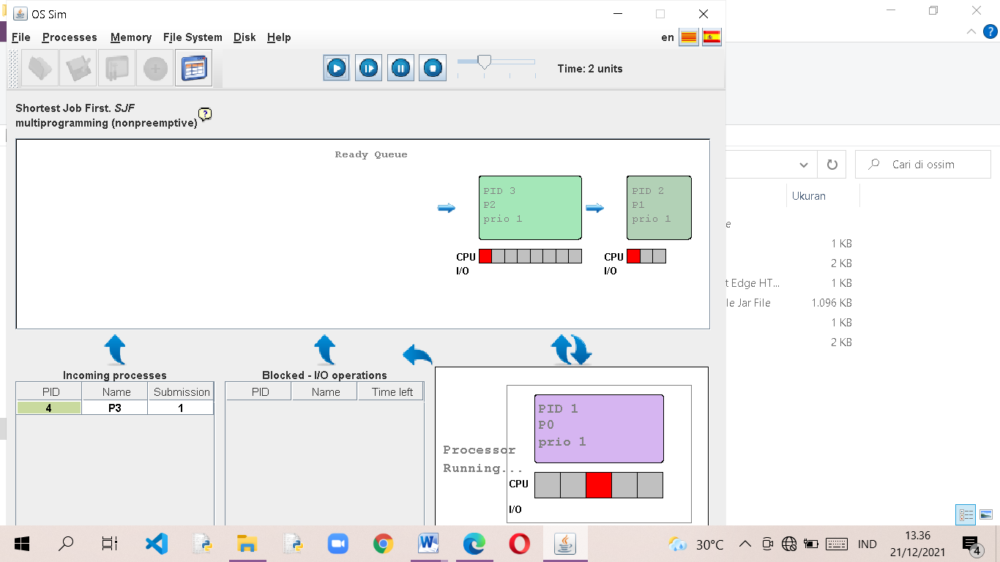 OS Sim
File Processes Memory File System Disk Help en
Time: 2 units
Shortest Job First. SJF
multiprogramming (nonpreemptive)
?
Ready Queue
PID 3
P2
prio 1
CPU
I/O
PID 2
P1
prio 1
CPU
I/O
Incoming processes
PID Name Submission
4 P3 1
Blocked - I/O operations
PID Name Time left
Processor
Running...
PID 1
P0
prio 1
CPU
I/O
?
Cari di ossim
Ukuran
e
1 KB
2 KB
t Edge HT... 1 KB
le Jar File 1.096 KB
1 KB
2 KB
30°C
IND
13.36
21/12/2021
4